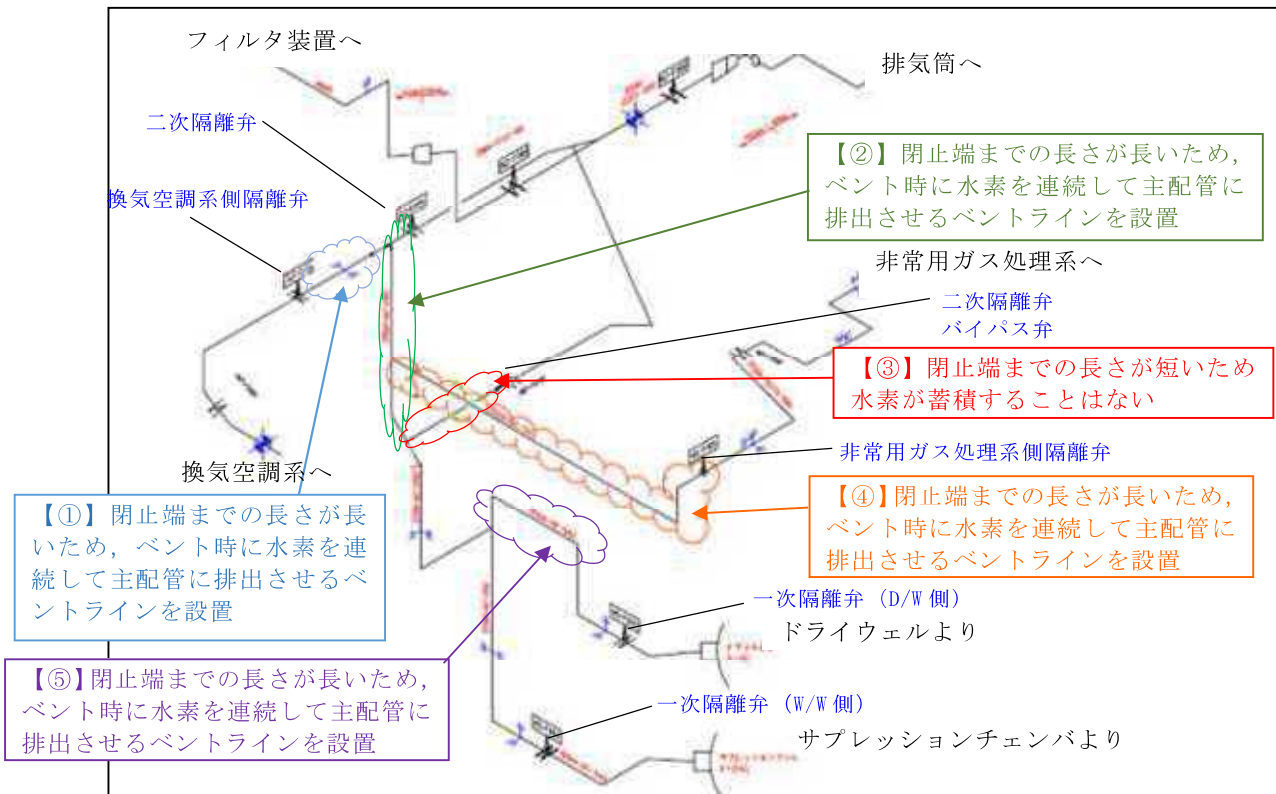 フィルタ装置へ
排気筒へ
二次隔離弁
【②】閉止端までの長さが長いため,
ベント時に水素を連続して主配管に
排出させるベントラインを設置
換気空調系側隔離弁
非常用ガス処理系へ
二次隔離弁
バイパス弁
【③】閉止端までの長さが短いため
水素が蓄積することはない
非常用ガス処理系側隔離弁
換気空調系へ
【④】閉止端までの長さが長いため,
ベント時に水素を連続して主配管に
排出させるベントラインを設置
【①】閉止端までの長さが長
いため，ベント時に水素を連
続して主配管に排出させるベ
ントラインを設置
一次隔離弁（D/W 側）
ドライウェルより
【⑤】閉止端までの長さが長いため,
ベント時に水素を連続して主配管に
排出させるベントラインを設置
一次隔離弁（W/W 側）
サプレッションチェンバより